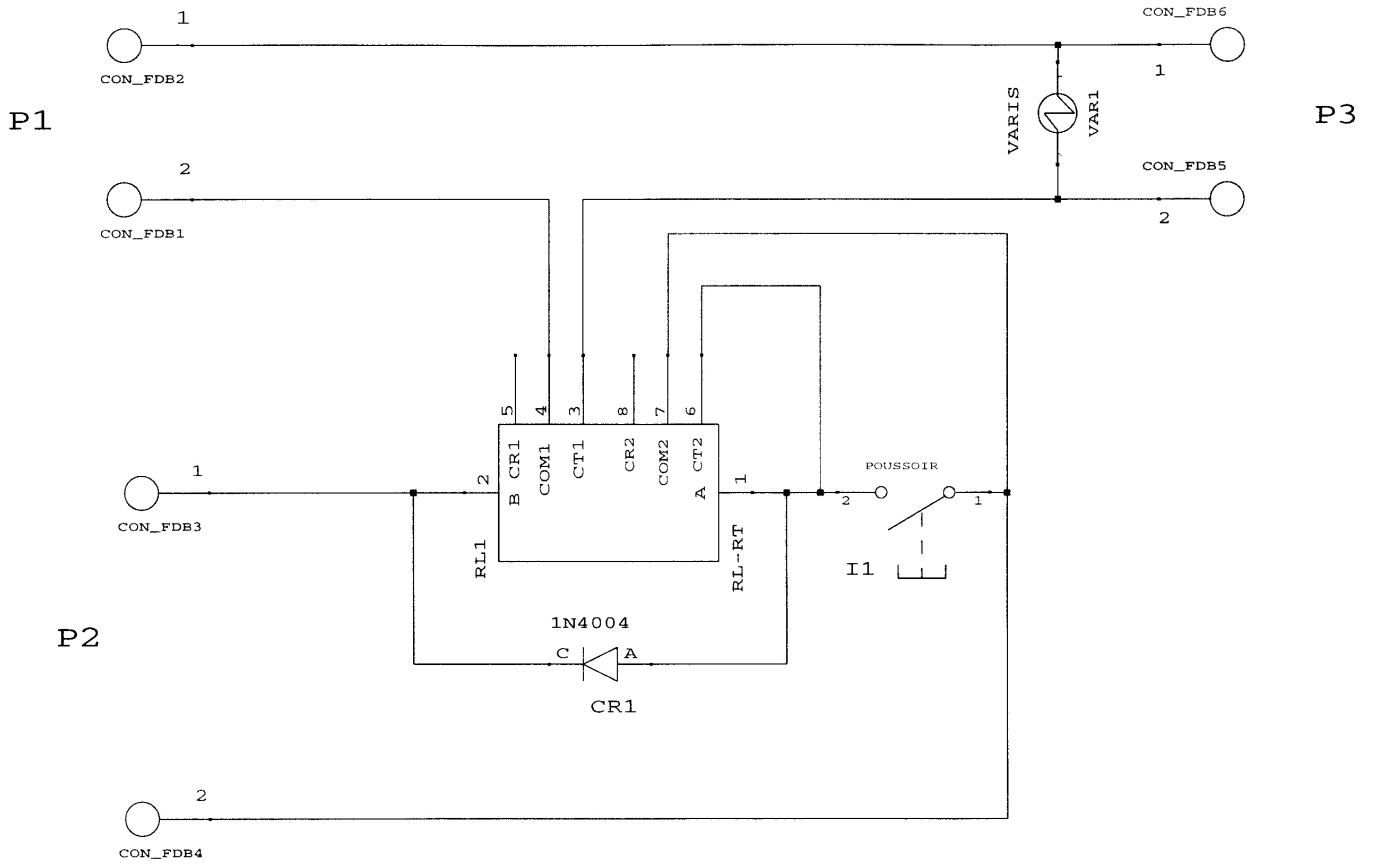 1
CON_FDB6
CON_FDB2
1
P1
VARIS
VAR1
P3
2
CON_FDB5
CON_FDB1
2
5
4
3
8
7
6
CR1
COM1
CT1
CR2
COM2
CT2
1
CON_FDB3
2
B
A
1
POUSSOIR
2
1
RL1
RL-RT
I1
P2
1N4004
C
A
CR1
2
CON_FDB4